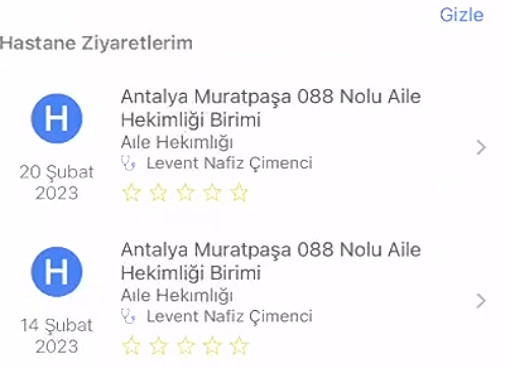 Gizle
Hastane Ziyaretlerim
H
Antalya Muratpaşa 088 Nolu Aile
Hekimliği Birimi
Aile Hekimliği
Levent Nafiz Çimenci
20 Şubat
2023
H
Antalya Muratpaşa 088 Nolu Aile
Hekimliği Birimi
Aile Hekimliği
Levent Nafiz Çimenci
14 Şubat
2023